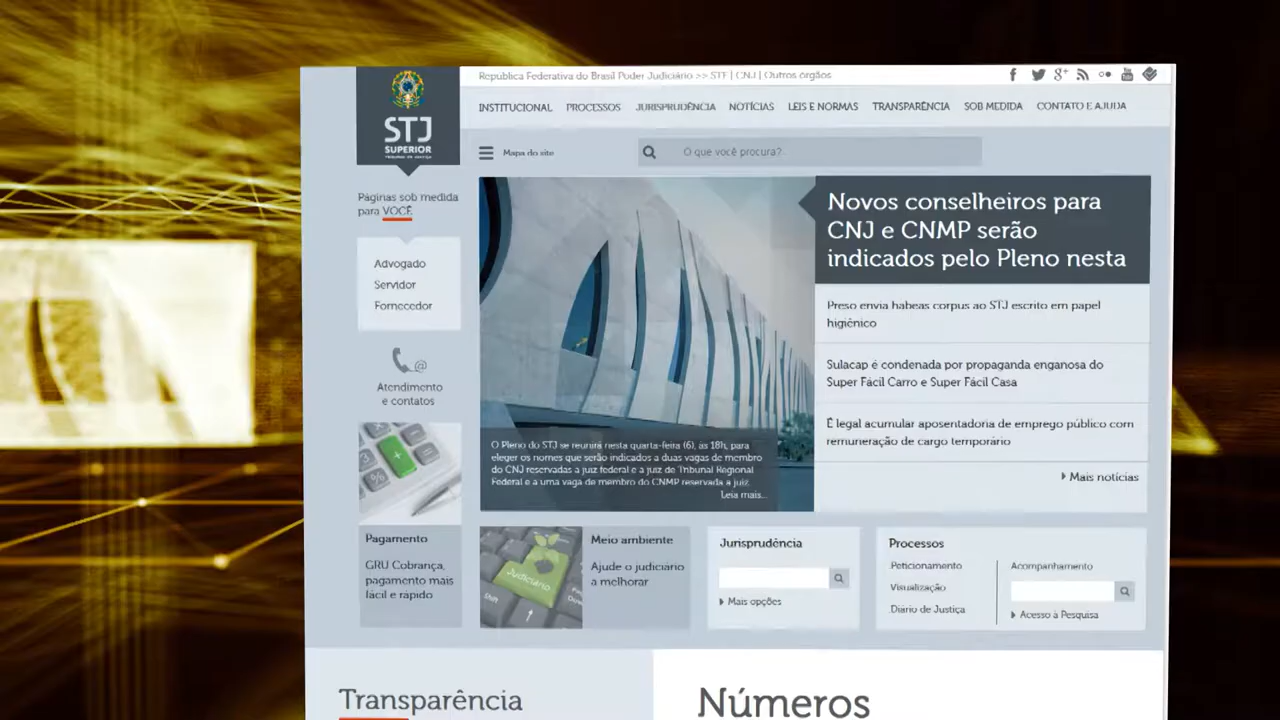 República Federativa do Brasil Poder Judiciário >> STF | CNJ | Outros órgãos
STJ
SUPERIOR
TRIBUNAL DE JUSTIÇA
INSTITUCIONAL PROCESSOS JURISPRUDÊNCIA NOTÍCIAS LEIS E NORMAS TRANSPARÊNCIA SOB MEDIDA CONTATO E AJUDA
Mapa do site
O que você procura?
Páginas sob medida
para VOCÊ
Advogado
Servidor
Fornecedor
@
Atendimento
e contatos
Novos conselheiros para
CNJ e CNMP serão
indicados pelo Pleno nesta
Preso envia habeas corpus ao STJ escrito em papel
higiênico
Sulacap é condenada por propaganda enganosa do
Super Fácil Carro e Super Fácil Casa
É legal acumular aposentadoria de emprego público com
remuneração de cargo temporário
Mais notícias
O Pleno do STJ se reunirá nesta quarta-feira (6), às 18h, para
eleger os nomes que serão indicados a duas vagas de membro
do CNJ reservadas a juiz federal e a juiz de Tribunal Regional
Federal e a uma vaga de membro do CNMP reservada a juiz.
Leia mais...
Pagamento
GRU Cobrança,
pagamento mais
fácil e rápido
Judiciário
Shift
Meio ambiente
Ajude o judiciário
a melhorar
Jurisprudência
Mais opções
Processos
Peticionamento
Visualização
Diário de Justiça
Acompanhamento
Acesso à Pesquisa
Transparência
Números